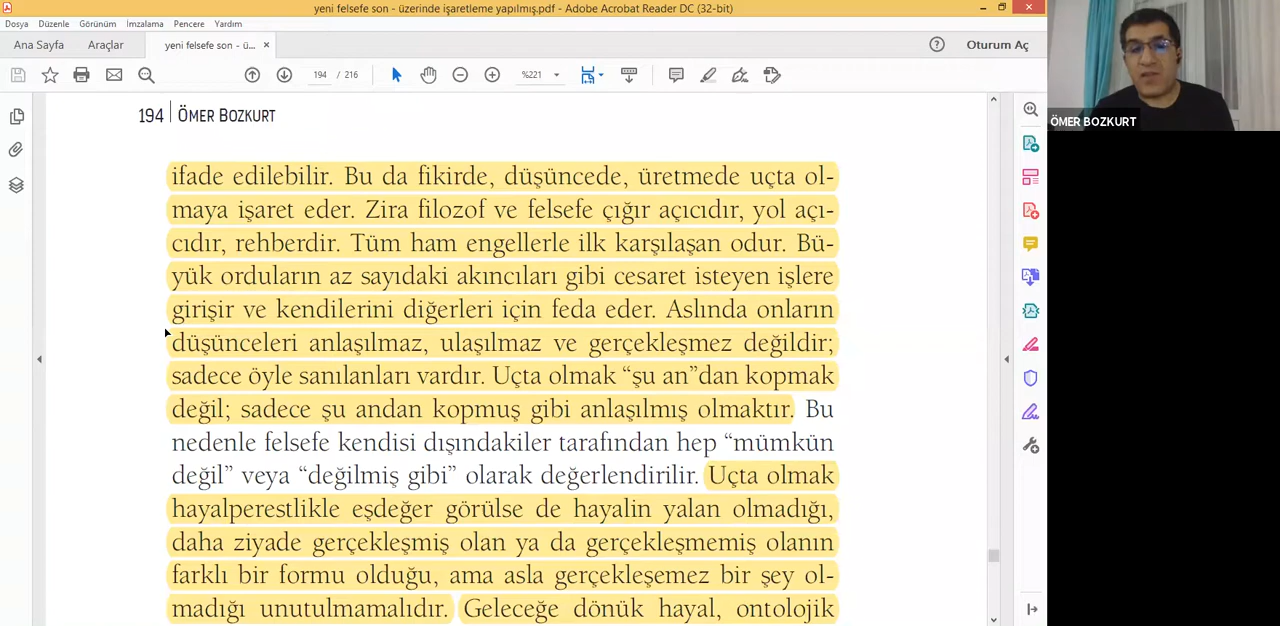 yeni felsefe son - üzerinde işaretleme yapılmış.pdf - Adobe Acrobat Reader DC (32-bit)
Dosya Düzenle Görünüm İmzalama Pencere Yardım
Ana Sayfa Araçlar yeni felsefe son - ü... × Oturum Aç
194 / 216 %221
194 | ÖMER BOZKURT
ÖMER BOZKURT
ifade edilebilir. Bu da fikirde, düşüncede, üretmede uçta ol-
maya işaret eder. Zira filozof ve felsefe çığır açıcıdır, yol açı-
cıdır, rehberdir. Tüm ham engellerle ilk karşılaşan odur. Bü-
yük orduların az sayıdaki akıncıları gibi cesaret isteyen işlere
girişir ve kendilerini diğerleri için feda eder. Aslında onların
düşünceleri anlaşılmaz, ulaşılmaz ve gerçekleşmez değildir;
sadece öyle sanılanları vardır. Uçta olmak “şu an”dan kopmak
değil; sadece şu andan kopmuş gibi anlaşılmış olmaktır. Bu
nedenle felsefe kendisi dışındakiler tarafından hep “mümkün
değil” veya “değilmiş gibi” olarak değerlendirilir. Uçta olmak
hayalperestlikle eşdeğer görülse de hayalin yalan olmadığı,
daha ziyade gerçekleşmiş olan ya da gerçekleşmemiş olanın
farklı bir formu olduğu, ama asla gerçekleşemez bir şey ol-
madığı unutulmamalıdır. Geleceğe dönük hayal, ontolojik